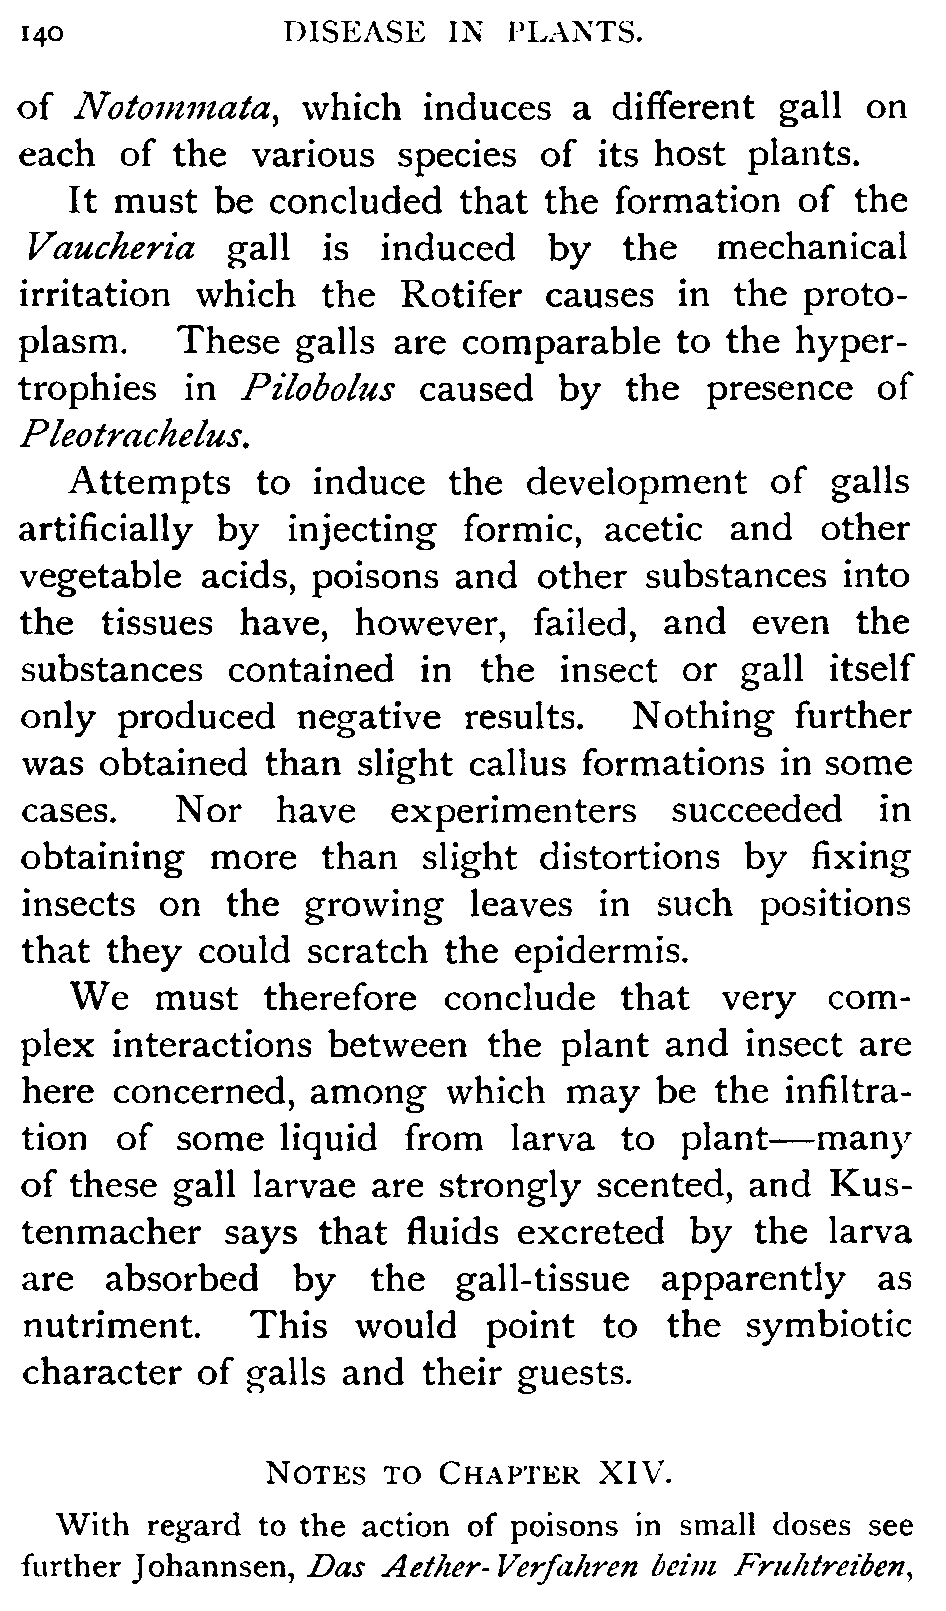 140 DISEASE IN PLANTS.
of Notommata, which induces a different gall on
each of the various species of its host plants.
It must be concluded that the formation of the
Vaucheria gall is induced by the mechanical
irritation which the Rotifer causes in the proto-
plasm. These galls are comparable to the hyper-
trophies in Pilobolus caused by the presence of
Pleotrachelus.
Attempts to induce the development of galls
artificially by injecting formic, acetic and other
vegetable acids, poisons and other substances into
the tissues have, however, failed, and even the
substances contained in the insect or gall itself
only produced negative results. Nothing further
was obtained than slight callus formations in some
cases. Nor have experimenters succeeded in
obtaining more than slight distortions by fixing
insects on the growing leaves in such positions
that they could scratch the epidermis.
We must therefore conclude that very com-
plex interactions between the plant and insect are
here concerned, among which may be the infiltra-
tion of some liquid from larva to plant—many
of these gall larvae are strongly scented, and Kus-
tenmacher says that fluids excreted by the larva
are absorbed by the gall-tissue apparently as
nutriment. This would point to the symbiotic
character of galls and their guests.
NOTES TO CHAPTER XIV.
With regard to the action of poisons in small doses see
further Johannsen, Das Aether-Verfahren beim Fruhtreiben,